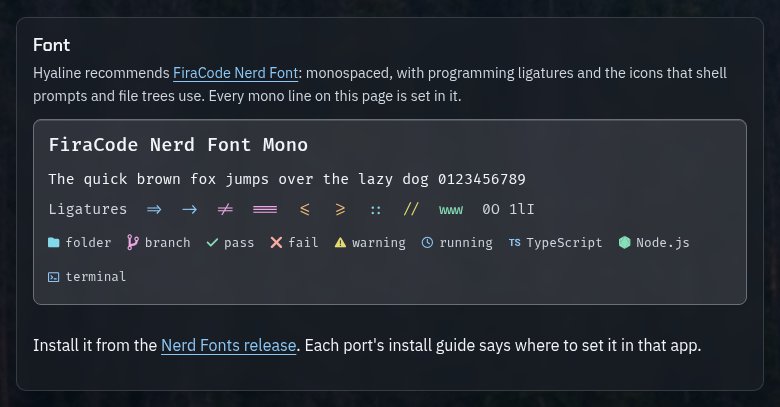 Font
Hyaline recommends FiraCode Nerd Font: monospaced, with programming ligatures and the icons that shell
prompts and file trees use. Every mono line on this page is set in it.
FiraCode Nerd Font Mono
The quick brown fox jumps over the lazy dog 0123456789
Ligatures => -> != === <= >= :: // www 0O 1lI
folder branch pass fail warning running TS TypeScript Node.js
terminal
Install it from the Nerd Fonts release. Each port's install guide says where to set it in that app.